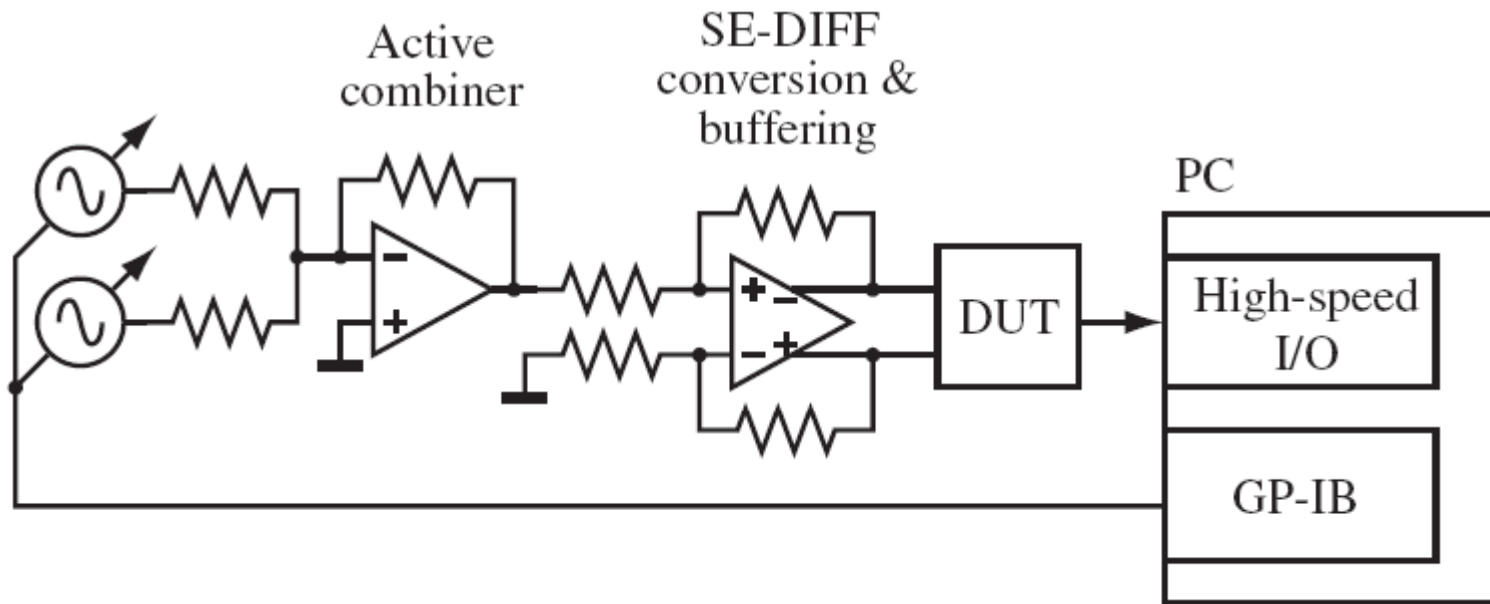 Active
combiner
SE-DIFF
conversion &
buffering
PC
DUT
High-speed
I/O
GP-IB